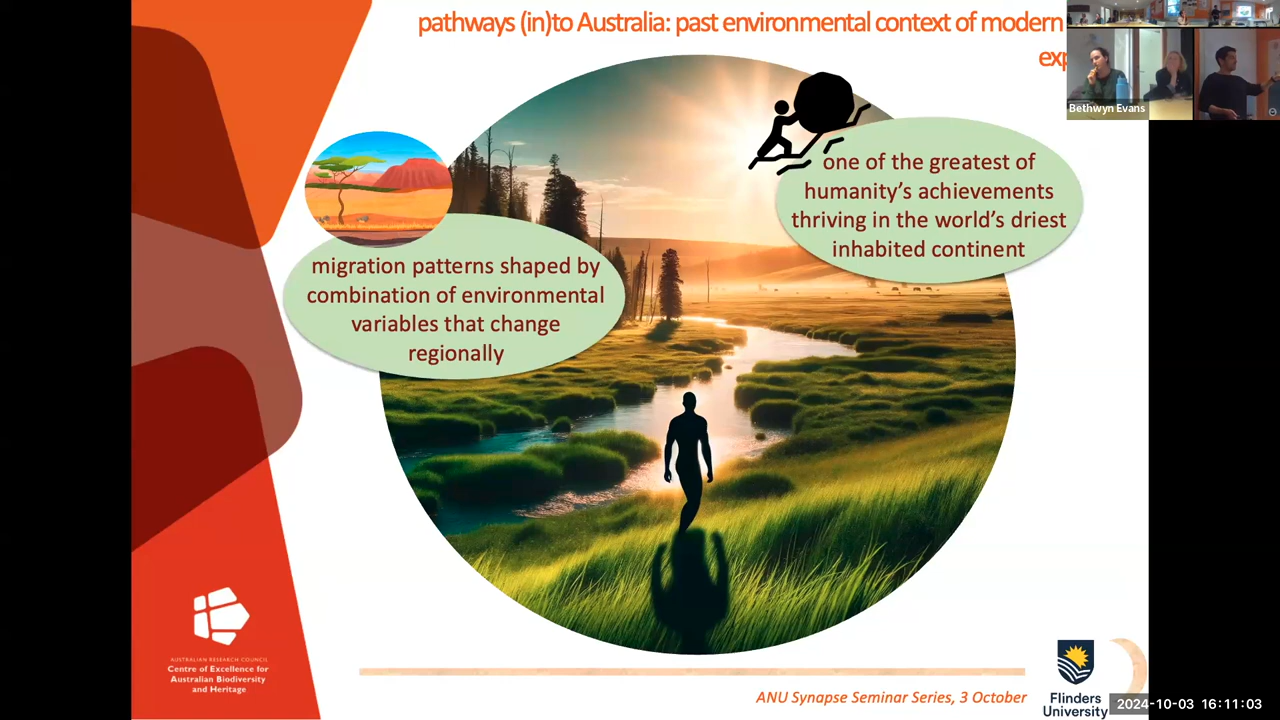 pathways (in)to Australia: past environmental context of modern
Bethwyn Evans
one of the greatest of
humanity's achievements
thriving in the world's driest
inhabited continent
migration patterns shaped by
combination of environmental
variables that change
regionally
AUSTRALIAN RESEARCH COUNCIL
Centre of Excellence for
Australian Biodiversity
and Heritage
ANU Synapse Seminar Series, 3 October
Flinders
University
2024-10-03 16:11:03